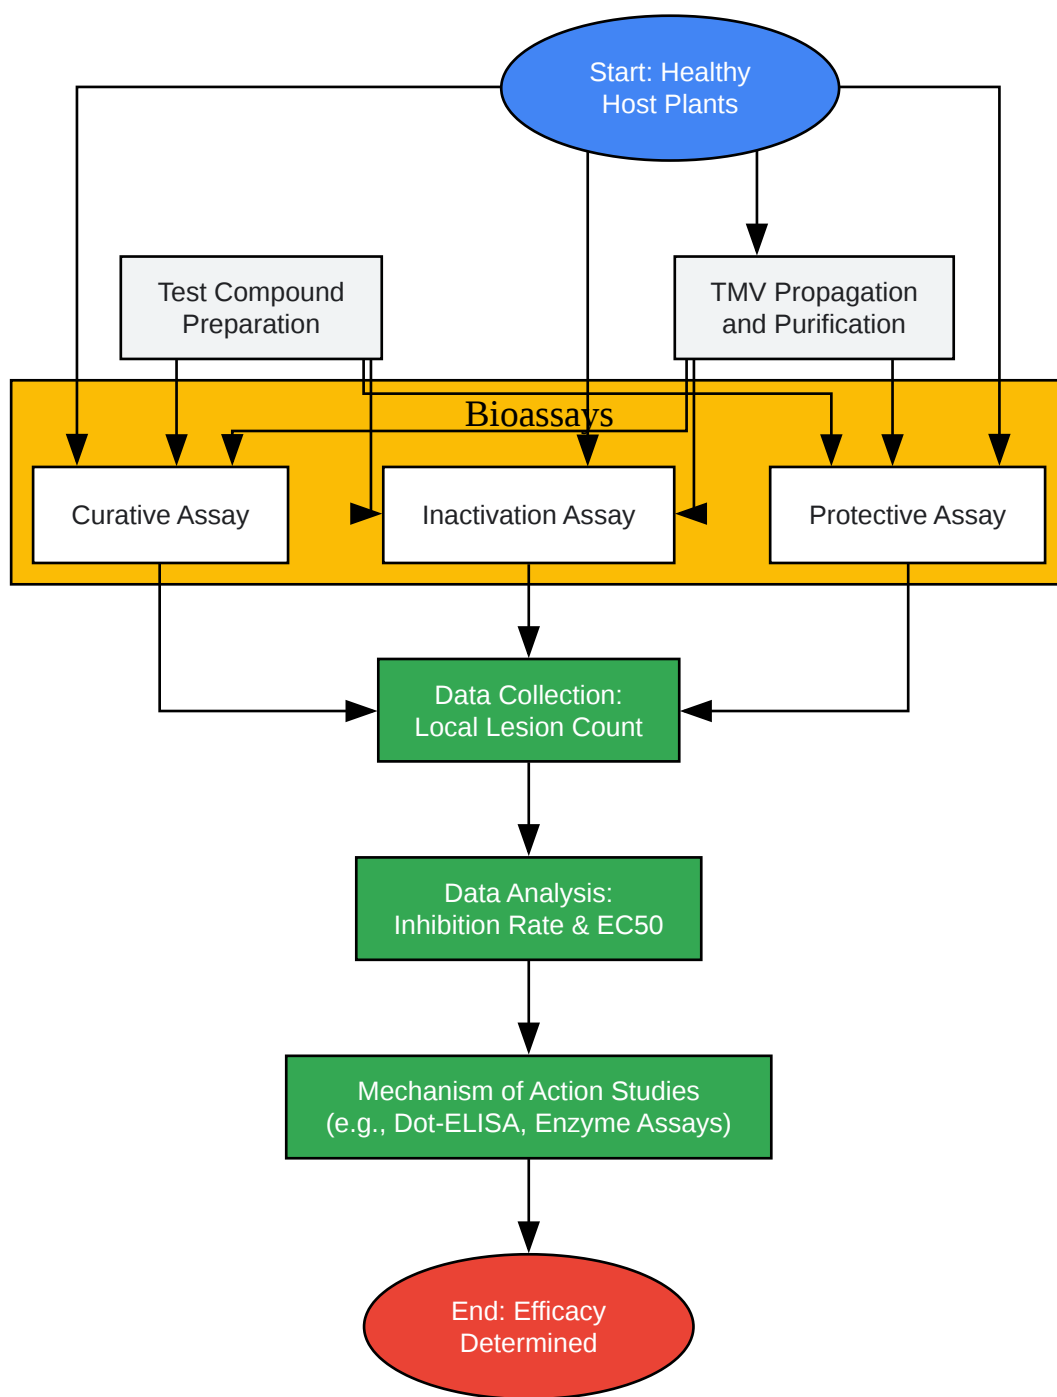 Start: Healthy
Host Plants
Test Compound
Preparation
TMV Propagation
and Purification
Bioassays
Curative Assay
Inactivation Assay
Protective Assay
Data Collection:
Local Lesion Count
Data Analysis:
Inhibition Rate & EC50
Mechanism of Action Studies
(e.g., Dot-ELISA, Enzyme Assays)
End: Efficacy
Determined